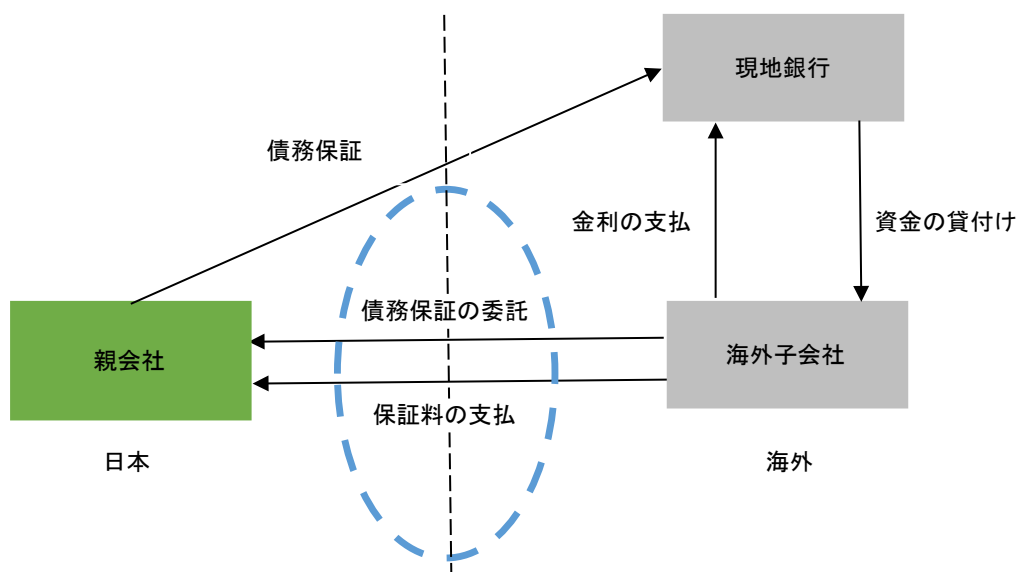 現地銀行
債務保証
金利の支払
資金の貸付け
債務保証の委託
親会社
海外子会社
保証料の支払
日本
海外